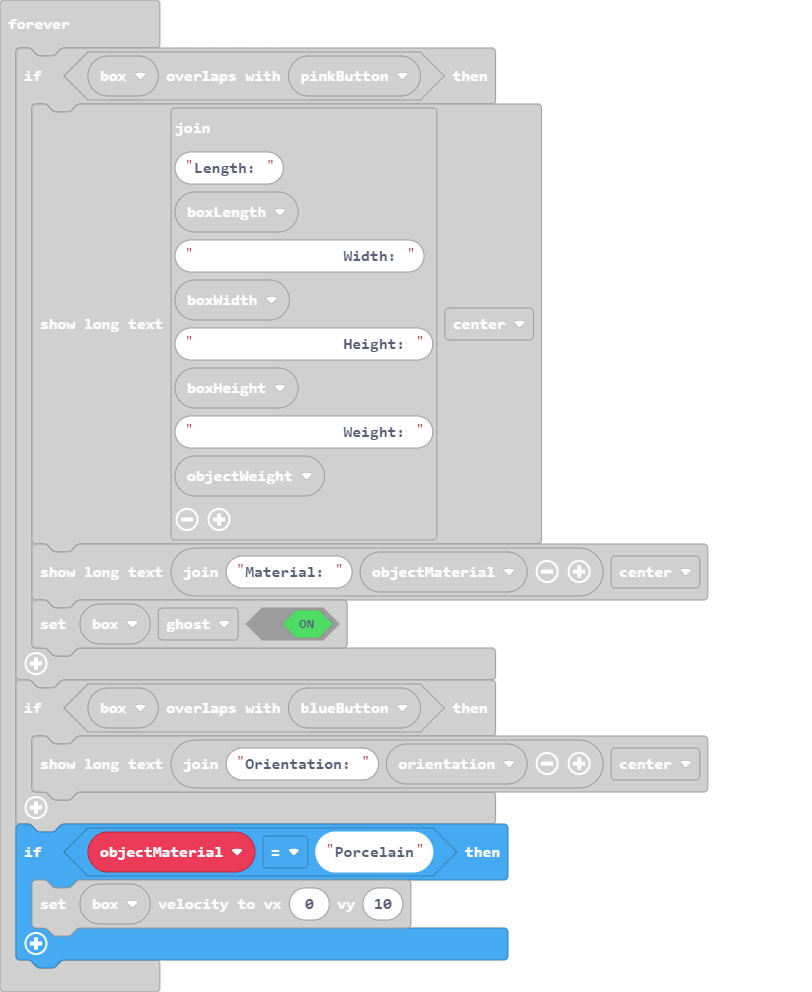 forever
if box overlaps with pinkButton then
join
"Length: "
boxLength
" Width: "
boxWidth
show long text center
" Height: "
boxHeight
" Weight: "
objectWeight
show long text join "Material: " objectMaterial center
set box ghost ON
if box overlaps with blueButton then
show long text join "Orientation: " orientation center
if objectMaterial = "Porcelain" then
set box velocity to vx 0 vy 10